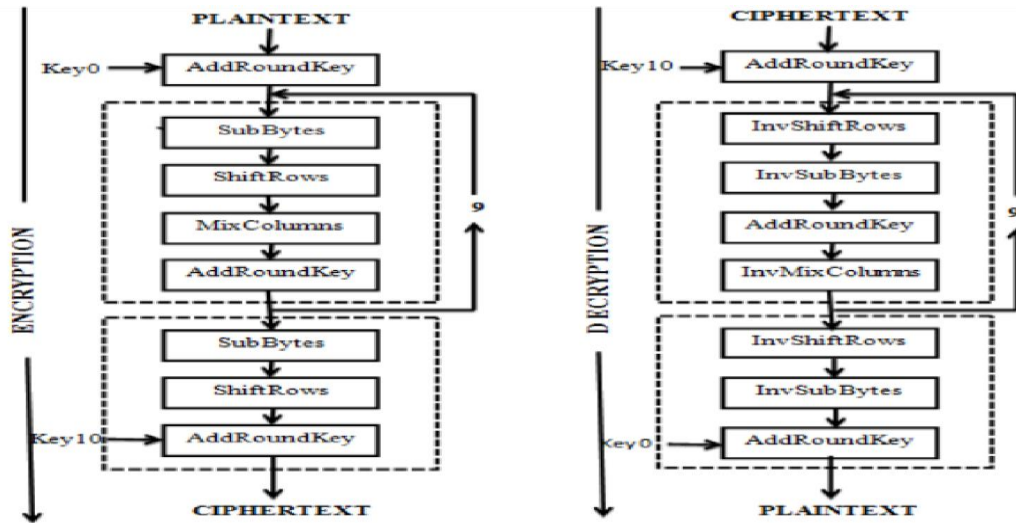 PLAINTEXT
Key0
AddRoundKey
SubBytes
ShiftRows
MixColumns
AddRoundKey
9
SubBytes
ShiftRows
Key10
AddRoundKey
CIPHERTEXT
ENCRYPTION
CIPHERTEXT
Key10
AddRoundKey
InvShiftRows
InvSubBytes
AddRoundKey
InvMixColumns
9
InvShiftRows
InvSubBytes
Key0
AddRoundKey
PLAINTEXT
DECRYPTION